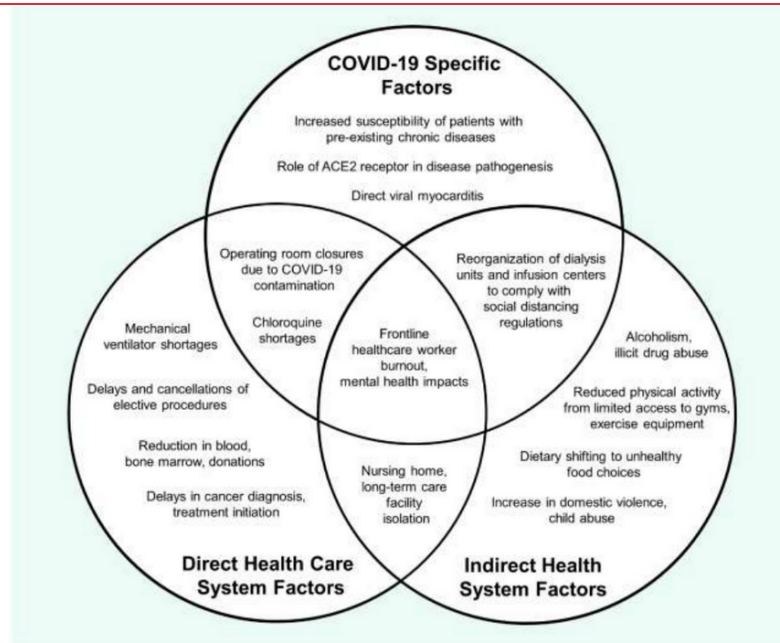 COVID-19 Specific
Factors
Increased susceptibility of patients with
pre-existing chronic diseases
Role of ACE2 receptor in disease pathogenesis
Direct viral myocarditis
Operating room closures
due to COVID-19
contamination
Chloroquine
shortages
Reorganization of dialysis
units and infusion centers
to comply with
social distancing
regulations
Frontline
healthcare worker
burnout,
mental health impacts
Mechanical
ventilator shortages
Delays and cancellations of
elective procedures
Reduction in blood,
bone marrow, donations
Delays in cancer diagnosis,
treatment initiation
Nursing home,
long-term care
facility
isolation
Alcoholism,
illicit drug abuse
Reduced physical activity
from limited access to gyms,
exercise equipment
Dietary shifting to unhealthy
food choices
Increase in domestic violence,
child abuse
Direct Health Care
System Factors
Indirect Health
System Factors